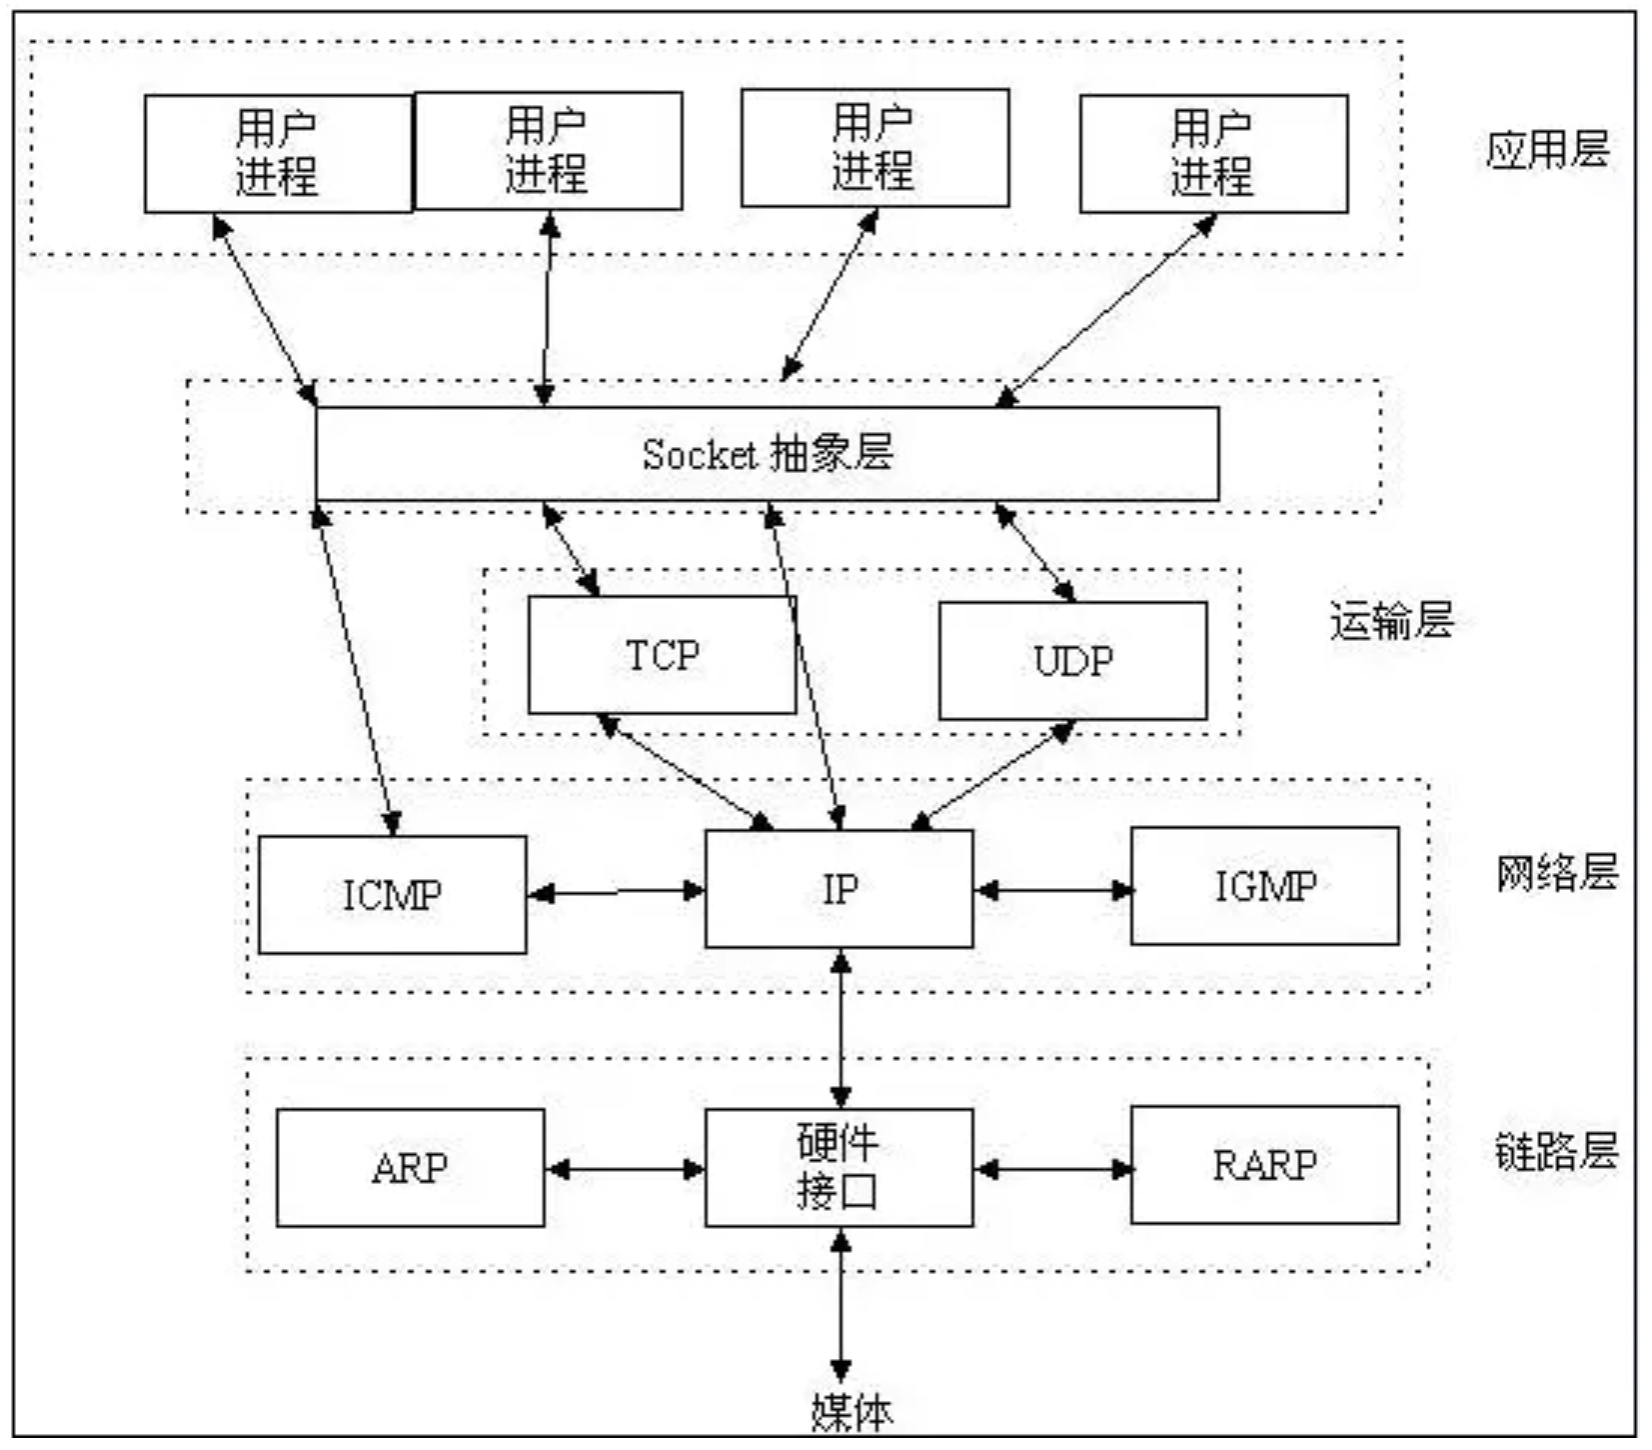 用户
进程
用户
进程
用户
进程
用户
进程
应用层
Socket 抽象层
TCP
UDP
运输层
ICMP
IP
IGMP
网络层
ARP
硬件
接口
RARP
链路层
媒体